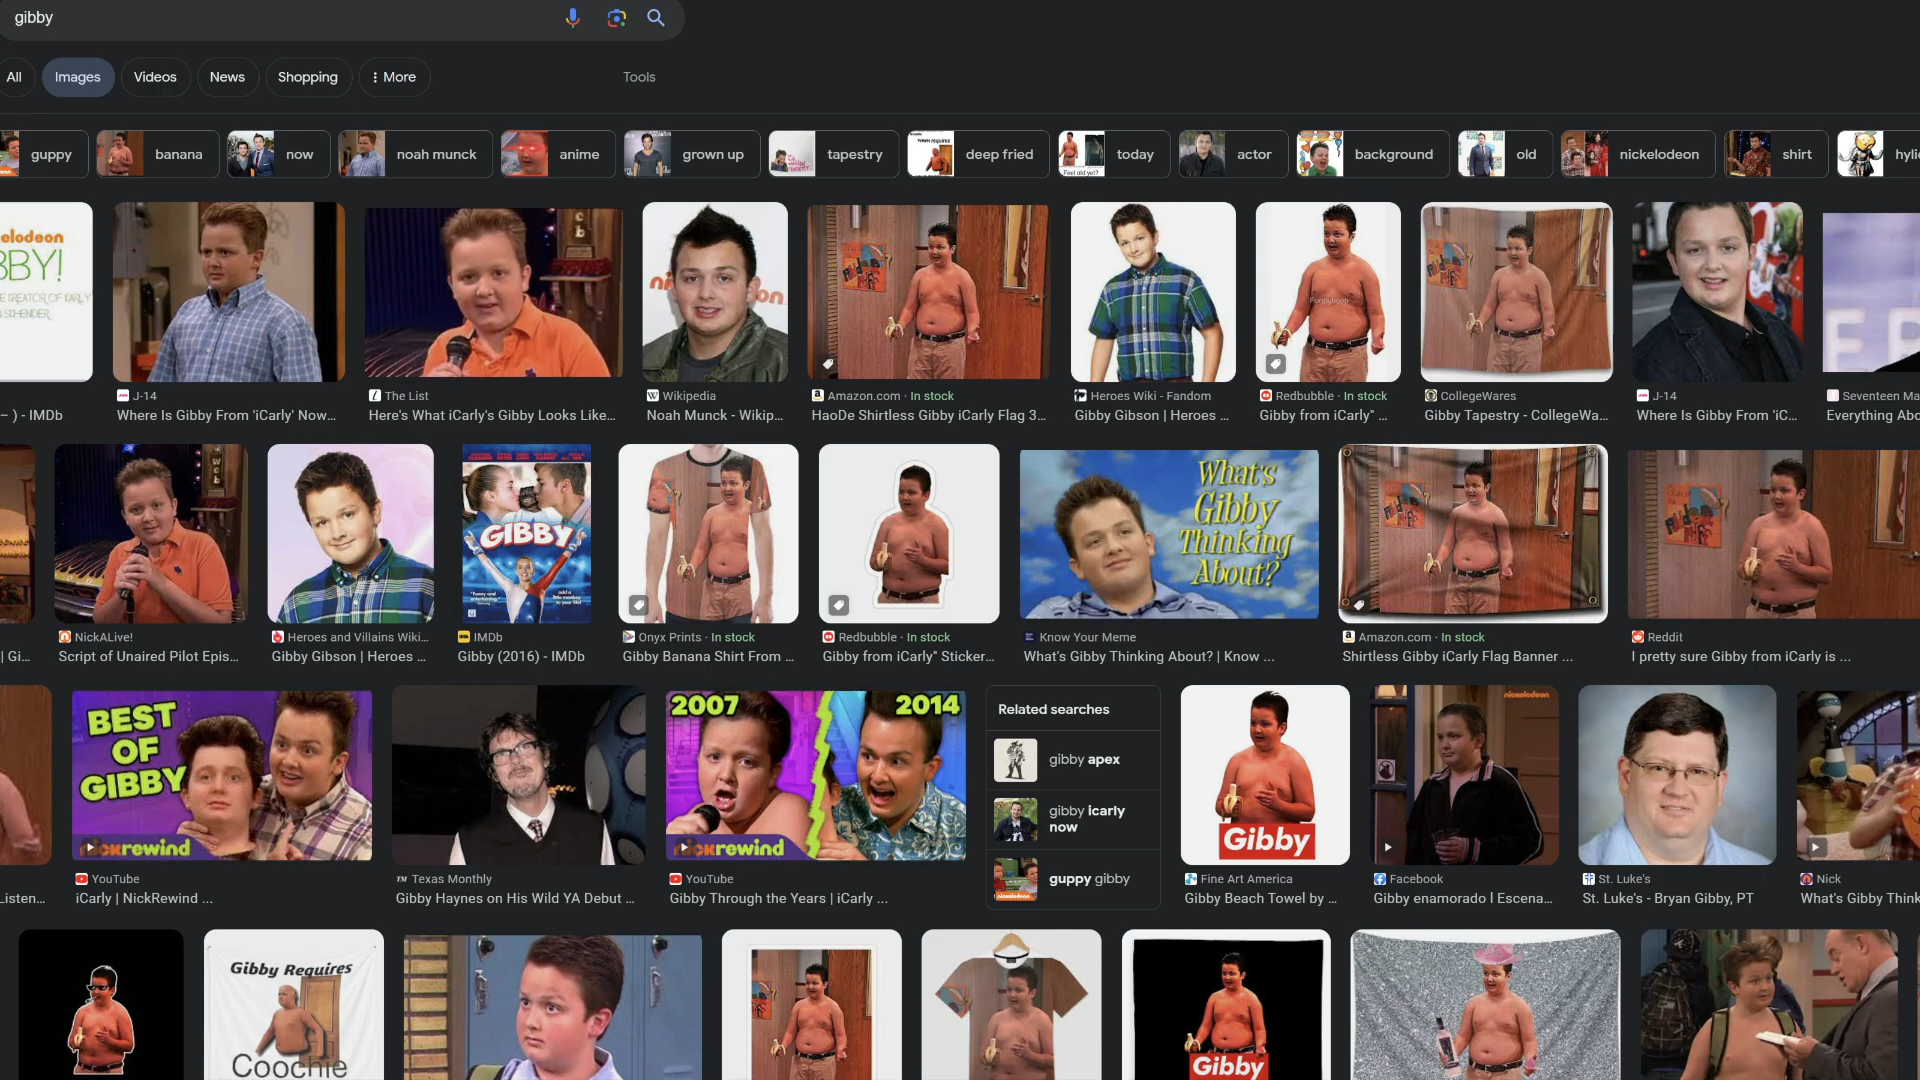 gibby
All
Images
Videos
News
Shopping
More
Tools
guppy
banana
now
noah munck
anime
grown up
tapestry
deep fried
today
Feel old yet?
actor
background
old
nickelodeon
shirt
elodeon
BBY!
J-14
The List
Wikipedia
Amazon.com · In stock
Heroes Wiki - Fandom
Redbubble · In stock
CollegeWares
J-14
Seventeen Ma
– ) - IMDb
Where Is Gibby From 'iCarly' Now...
Here's What iCarly's Gibby Looks Like...
Noah Munck - Wikip...
HaoDe Shirtless Gibby iCarly Flag 3...
Gibby Gibson | Heroes ...
Gibby from iCarly" ...
Gibby Tapestry - CollegeWa...
Where Is Gibby From 'iC...
Everything Abo
GIBBY
What's
Gibby
Thinking
About?
NickALive!
Heroes and Villains Wiki...
IMDb
Onyx Prints · In stock
Redbubble · In stock
Know Your Meme
Amazon.com · In stock
Reddit
| Gi...
Script of Unaired Pilot Epis...
Gibby Gibson | Heroes ...
Gibby (2016) - IMDb
Gibby Banana Shirt From ...
Gibby from iCarly" Sticker...
What's Gibby Thinking About? | Know ...
Shirtless Gibby iCarly Flag Banner ...
I pretty sure Gibby from iCarly is ...
BEST
OF
GIBBY
nickrewind
2007
2014
nickrewind
Related searches
gibby apex
gibby icarly
now
guppy gibby
Gibby
nickelodeon
YouTube
Texas Monthly
YouTube
Fine Art America
Facebook
St. Luke's
Nick
Listen...
iCarly | NickRewind ...
Gibby Haynes on His Wild YA Debut ...
Gibby Through the Years | iCarly ...
Gibby Beach Towel by ...
Gibby enamorado l Escena...
St. Luke's - Bryan Gibby, PT
What's Gibby Think
Gibby Requires
Coochie
Gibby